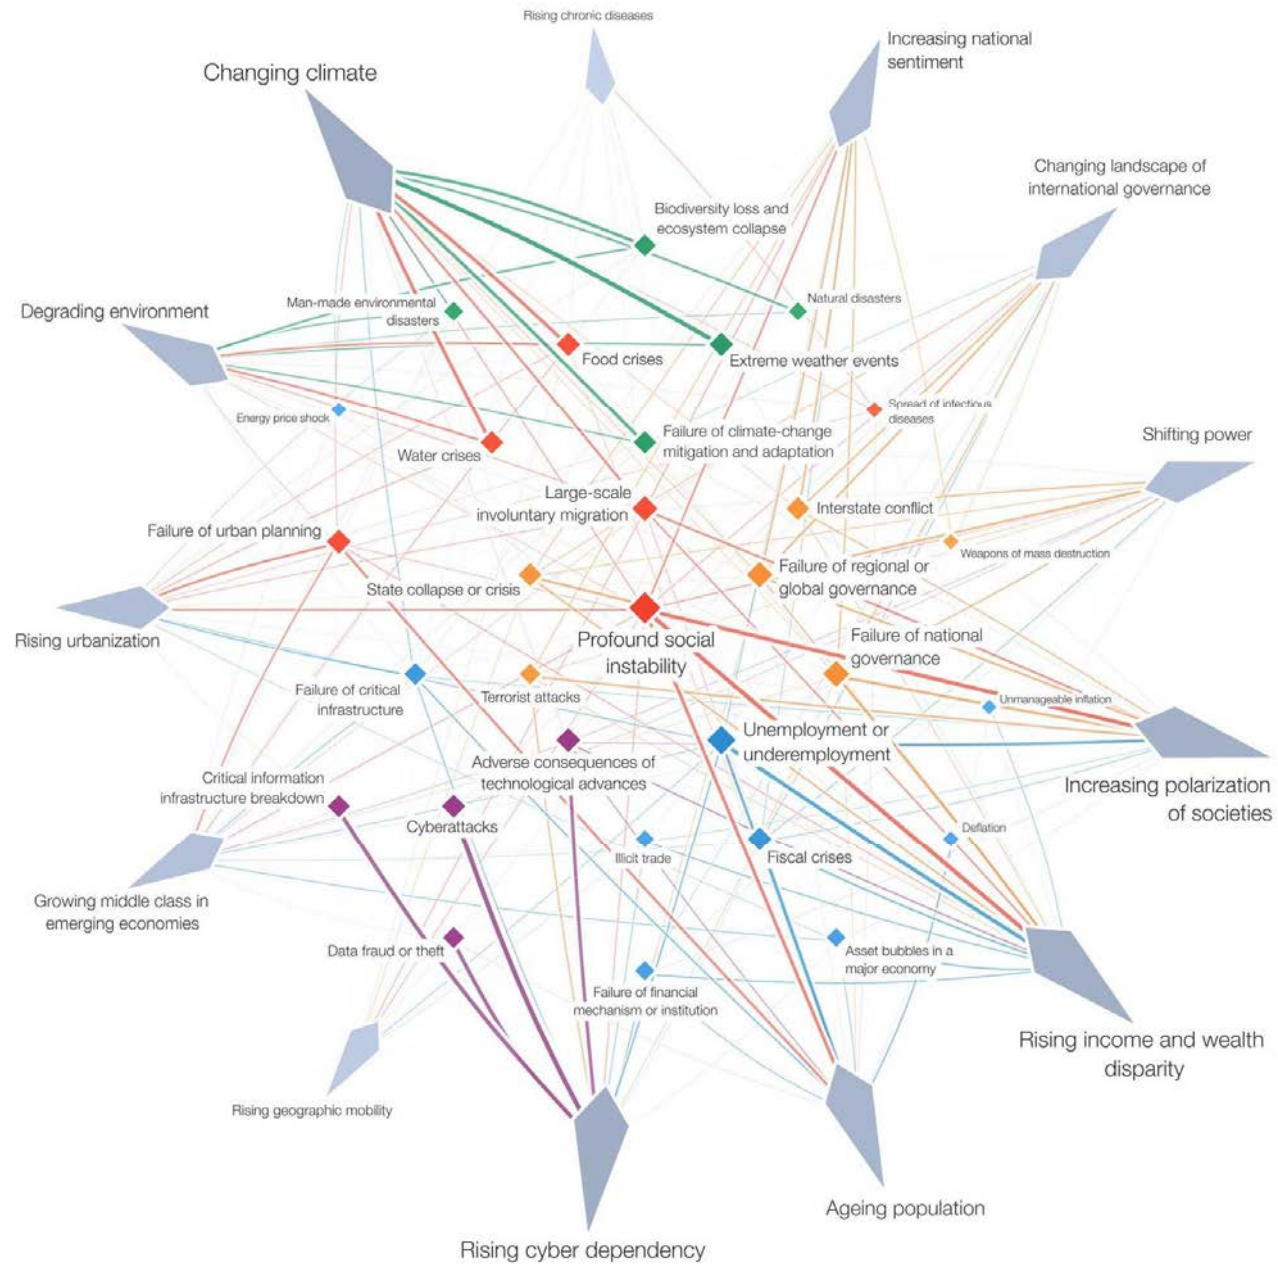 Rising chronic diseases
Increasing national
sentiment
Changing climate
Changing landscape of
international governance
Biodiversity loss and
ecosystem collapse
Degrading environment
Man-made environmental
disasters
Natural disasters
Food crises
Extreme weather events
Energy price shock
Spread of infectious
diseases
Water crises
Failure of climate-change
mitigation and adaptation
Shifting power
Large-scale
involuntary migration
Interstate conflict
Failure of urban planning
Weapons of mass destruction
State collapse or crisis
Failure of regional or
global governance
Rising urbanization
Profound social
instability
Failure of national
governance
Failure of critical
infrastructure
Terrorist attacks
Unmanageable inflation
Unemployment or
underemployment
Adverse consequences of
technological advances
Increasing polarization
of societies
Critical information
infrastructure breakdown
Cyberattacks
Illicit trade
Fiscal crises
Deflation
Growing middle class in
emerging economies
Data fraud or theft
Asset bubbles in a
major economy
Failure of financial
mechanism or institution
Rising income and wealth
disparity
Rising geographic mobility
Ageing population
Rising cyber dependency